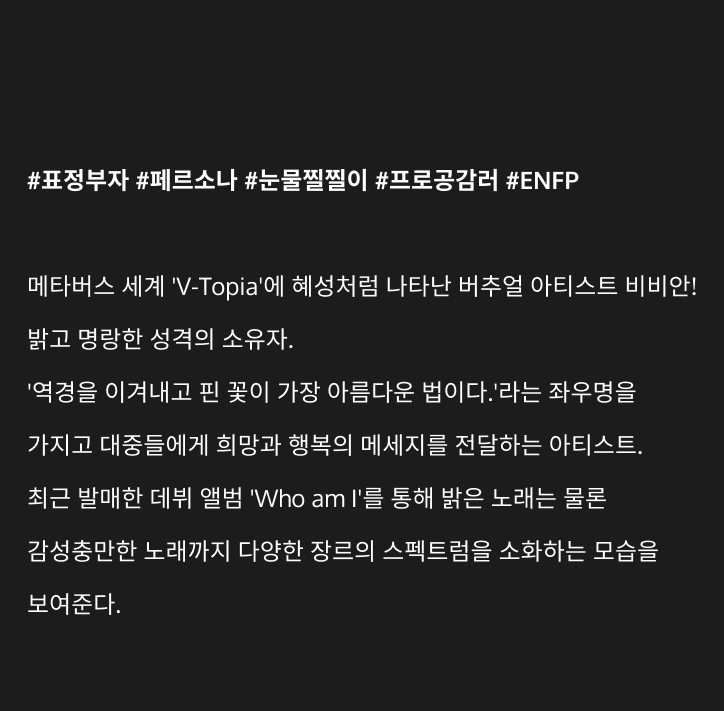 #표정부자 #페르소나 #눈물찔찔이 #프로공감러 #ENFP
메타버스 세계 'V-Topia'에 혜성처럼 나타난 버추얼 아티스트 비비안!
밝고 명랑한 성격의 소유자.
'역경을 이겨내고 핀 꽃이 가장 아름다운 법이다.'라는 좌우명을
가지고 대중들에게 희망과 행복의 메세지를 전달하는 아티스트.
최근 발매한 데뷔 앨범 'Who am I'를 통해 밝은 노래는 물론
감성충만한 노래까지 다양한 장르의 스펙트럼을 소화하는 모습을
보여준다.